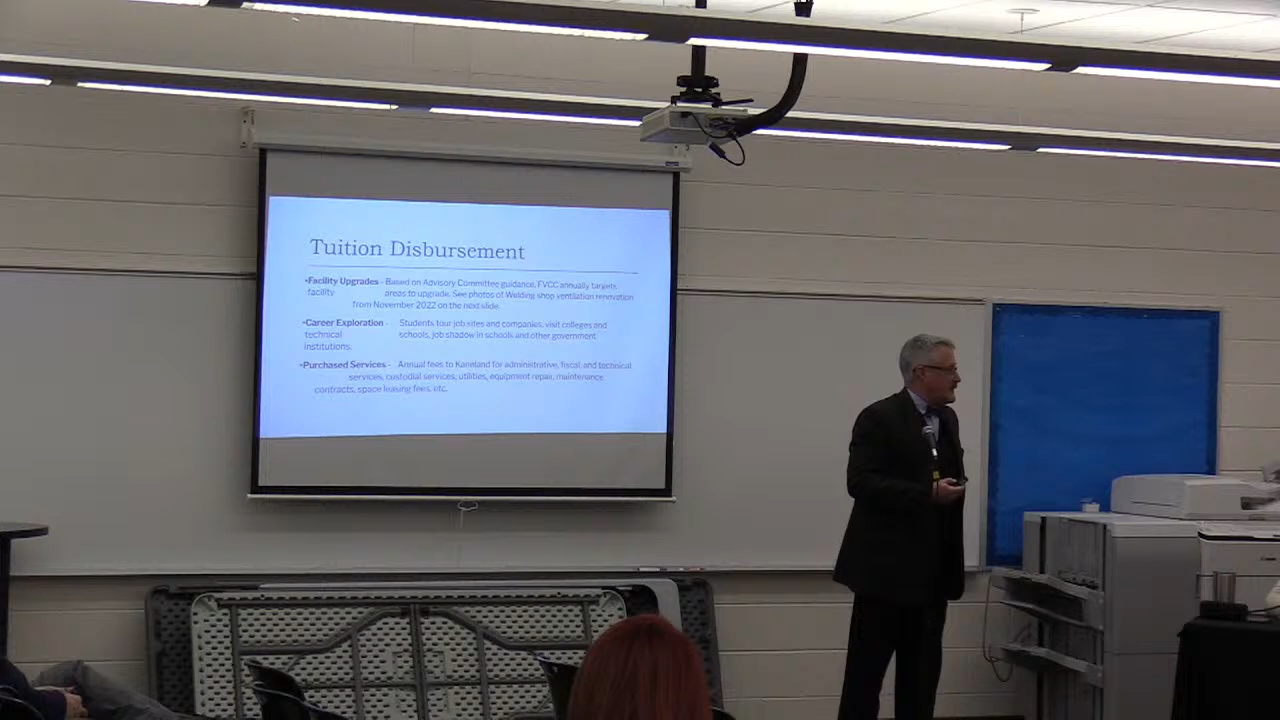 Tuition Disbursement
•Facility Upgrades - Based on Advisory Committee guidance, FVCC annually targets
facility areas to upgrade. See photos of Welding shop ventilation renovation
from November 2022 on the next slide.
•Career Exploration - Students tour job sites and companies, visit colleges and
technical schools, job shadow in schools and other government
institutions.
•Purchased Services - Annual fees to Kaneland for administrative, fiscal, and technical
services, custodial services, utilities, equipment repair, maintenance
contracts, space leasing fees, etc.